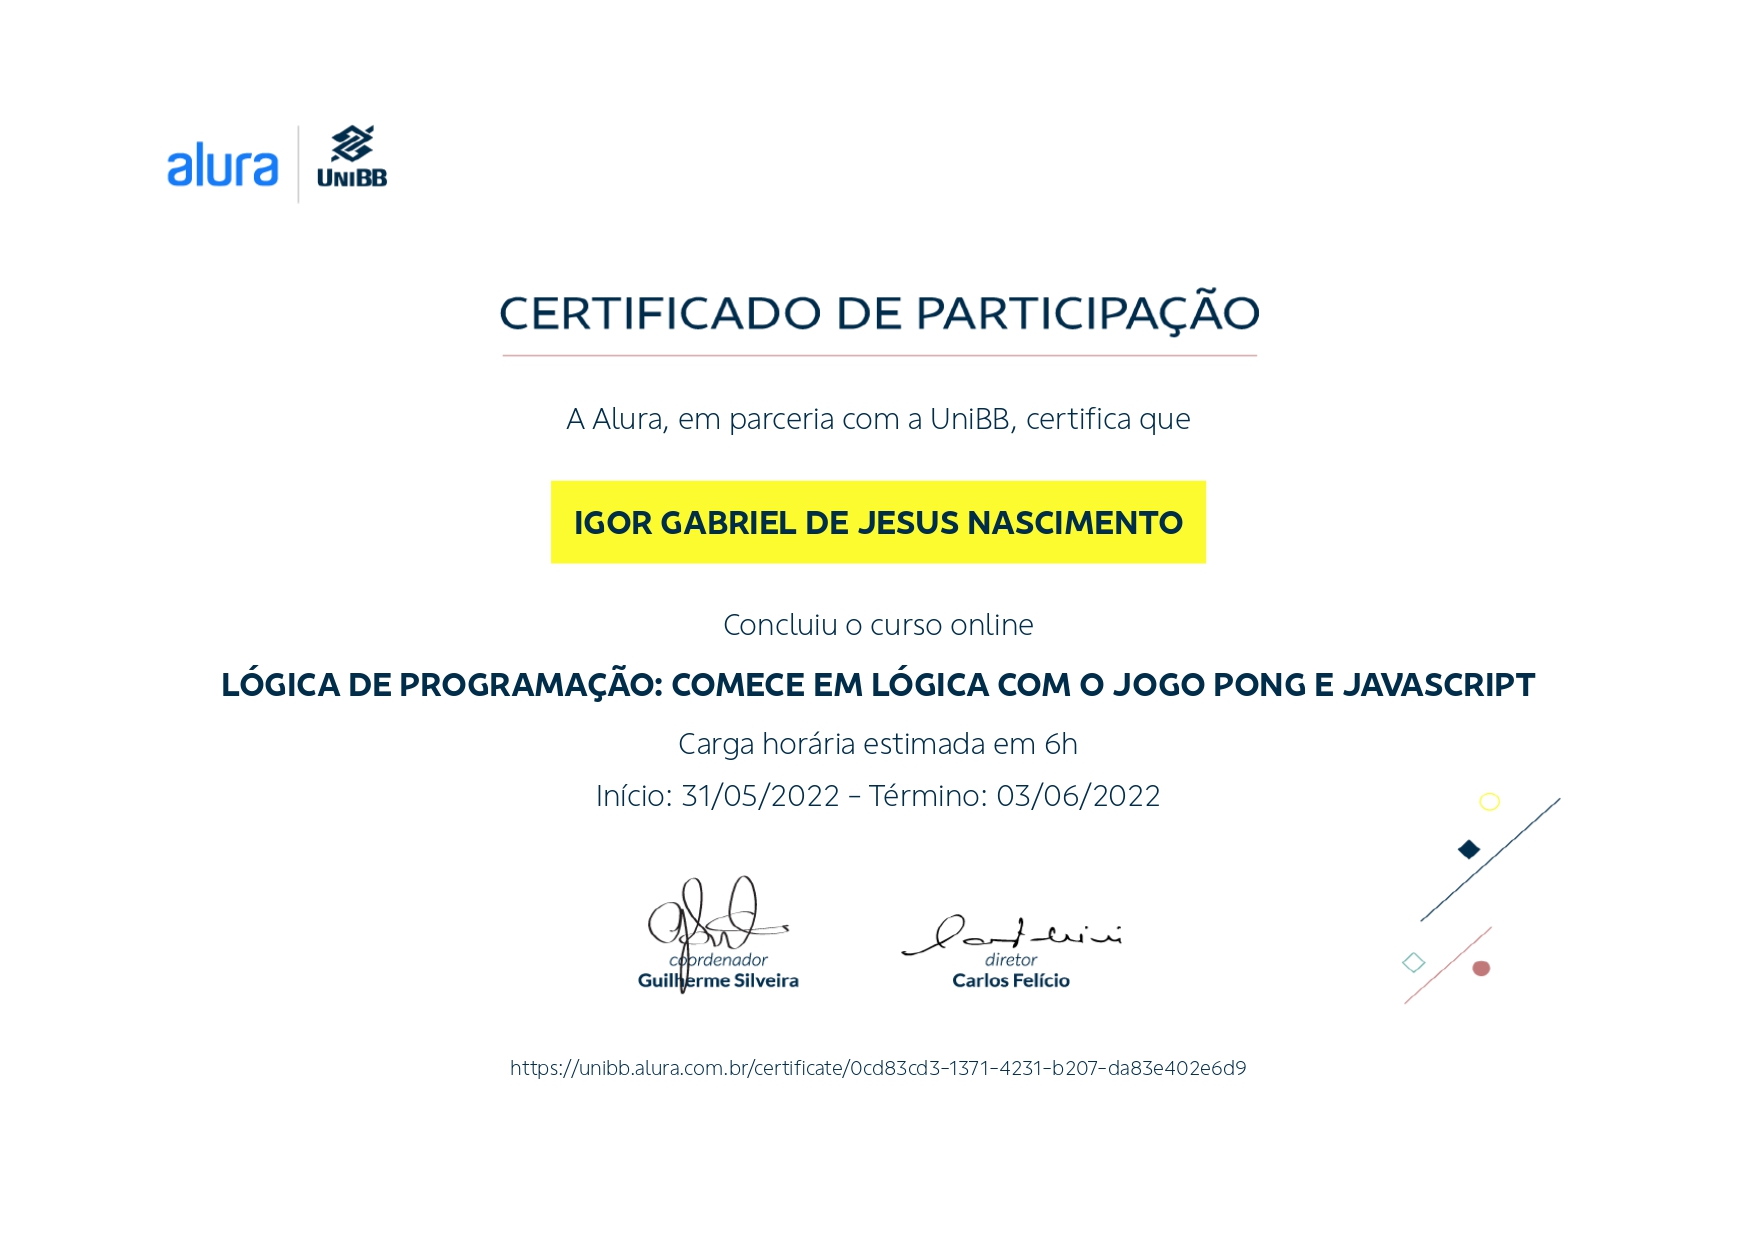 alura
UNIBB
CERTIFICADO DE PARTICIPAÇÃO
A Alura, em parceria com a UniBB, certifica que
IGOR GABRIEL DE JESUS NASCIMENTO
Concluiu o curso online
LÓGICA DE PROGRAMAÇÃO: COMECE EM LÓGICA COM O JOGO PONG E JAVASCRIPT
Carga horária estimada em 6h
Início: 31/05/2022 - Término: 03/06/2022
coordenador
Guilherme Silveira
diretor
Carlos Felício
https://unibb.alura.com.br/certificate/0cd83cd3-1371-4231-b207-da83e402e6d9